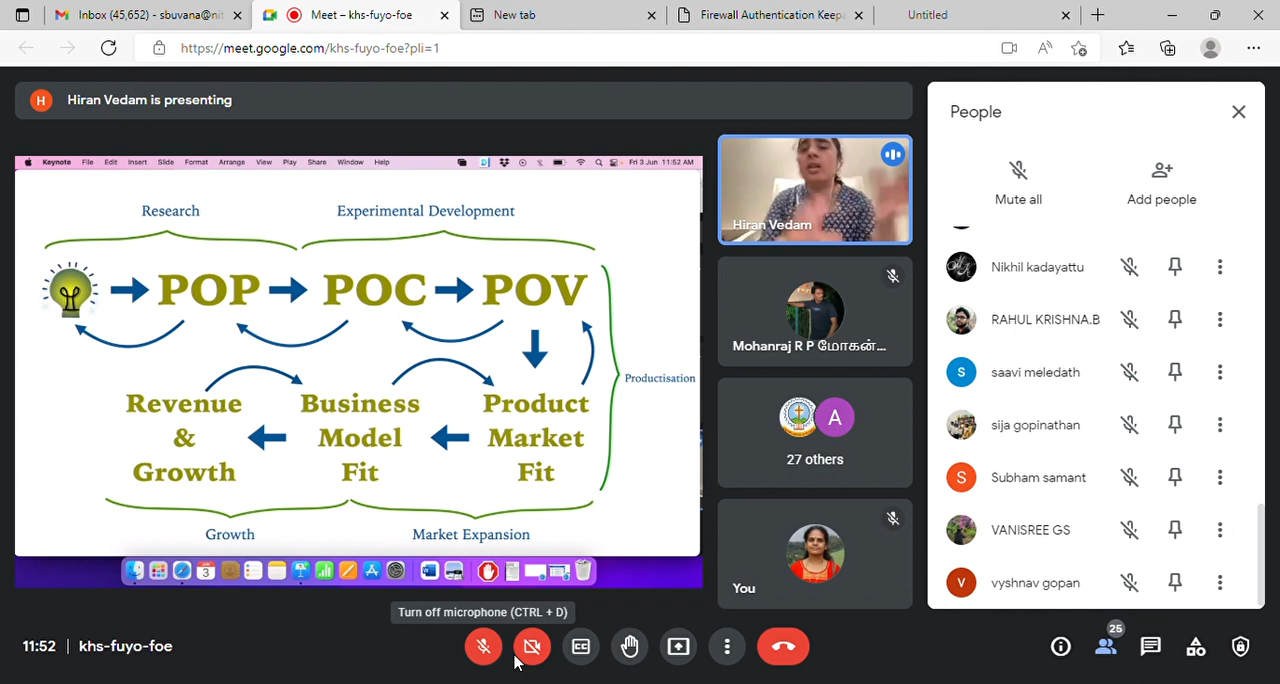 Inbox (45,652) - sbuvana@nit
Meet – khs-fuyo-foe
New tab
Firewall Authentication Keepa
Untitled
https://meet.google.com/khs-fuyo-foe?pli=1
H
Hiran Vedam is presenting
Keynote File Edit Insert Slide Format Arrange View Play Share Window Help
Fri 3 Jun 11:52 AM
Research
Experimental Development
POP
POC
POV
Productisation
Revenue
&
Growth
Business
Model
Fit
Product
Market
Fit
Growth
Market Expansion
3
Hiran Vedam
Mohanraj R P மோகன்...
A
27 others
You
People
Mute all
Add people
Nikhil kadayattu
RAHUL KRISHNA.B
S
saavi meledath
sija gopinathan
S
Subham samant
VANISREE GS
V
vyshnav gopan
Turn off microphone (CTRL + D)
11:52 | khs-fuyo-foe
CC
25